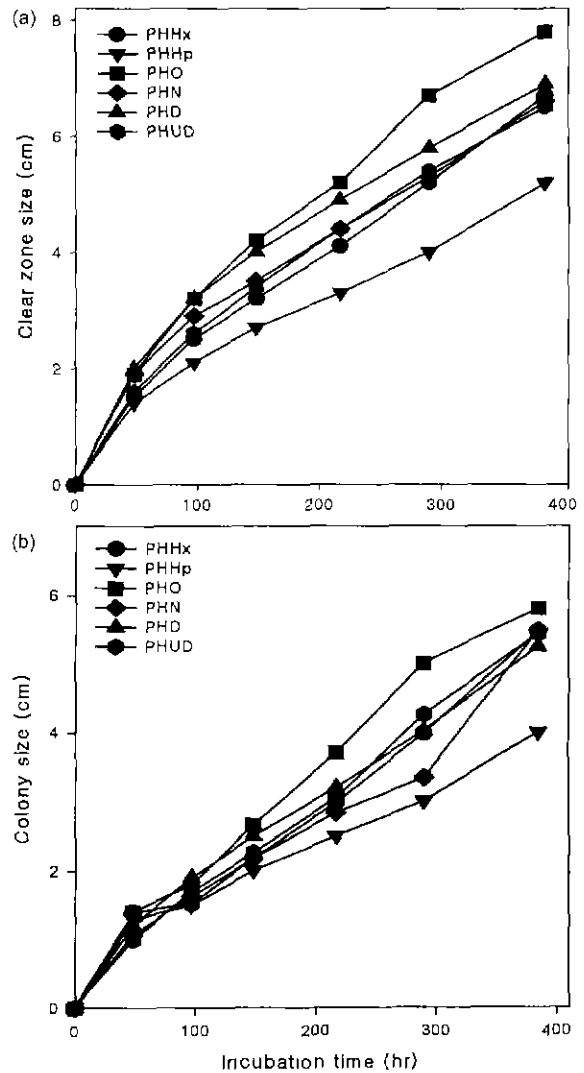 (a)
PHHx
PHHp
PHO
PHN
PHD
PHUD
Clear zone size (cm)
8
6
4
2
0
0 100 200 300 400
(b)
PHHx
PHHp
PHO
PHN
PHD
PHUD
Colony size (cm)
6
4
2
0
0 100 200 300 400
Incubation time (hr)